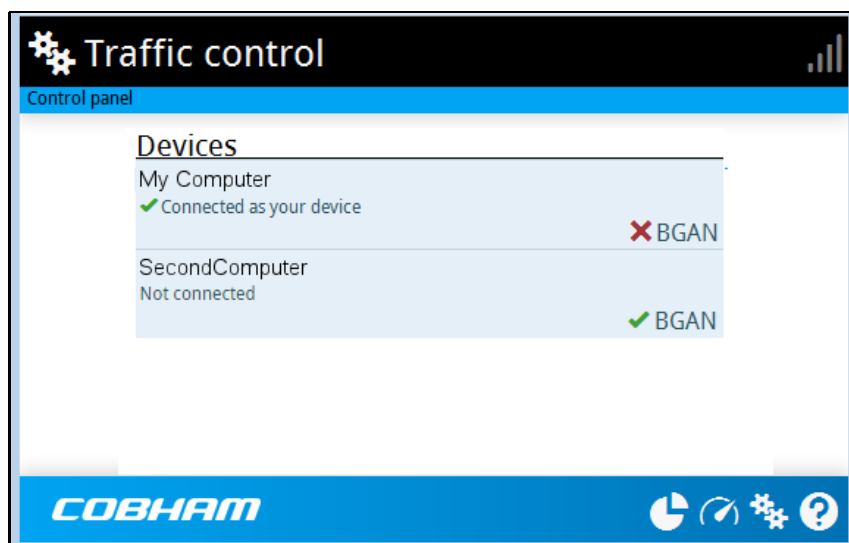 Traffic control
Control panel
Devices
My Computer
Connected as your device
BGAN
SecondComputer
Not connected
BGAN
COBHAM